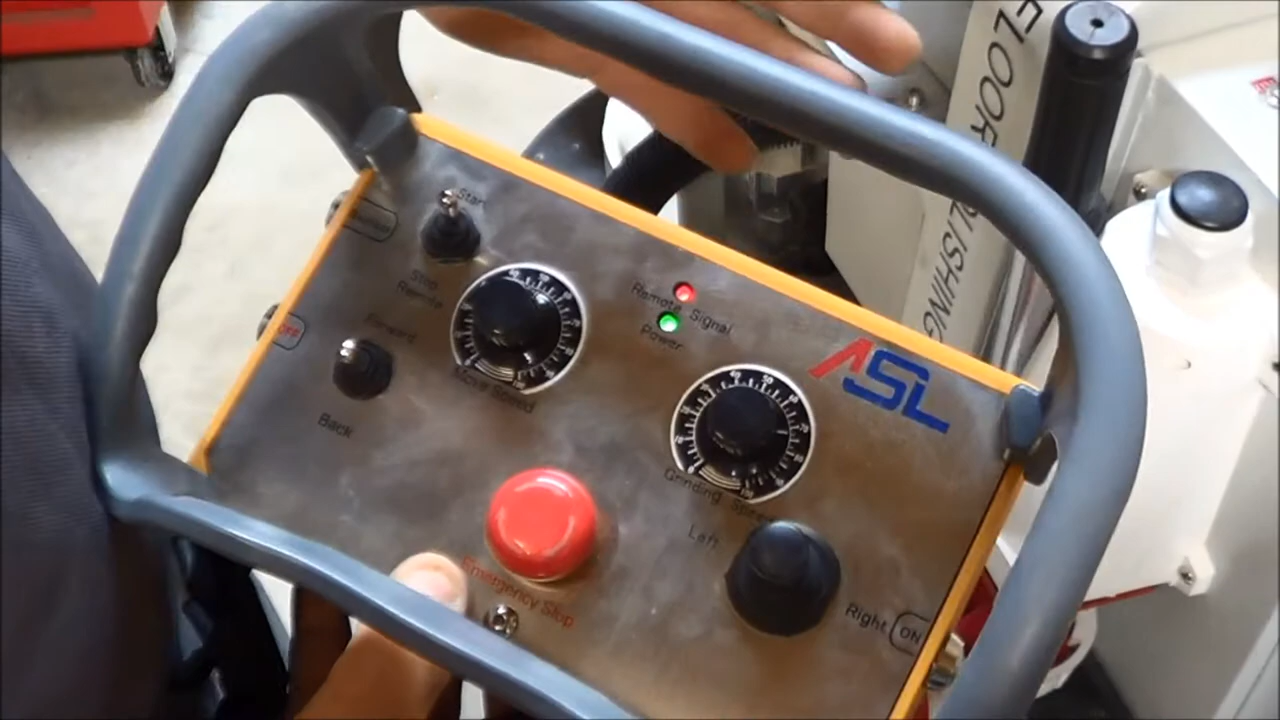 FLOOR
POLISHING
Start
Stop
Remote
Forward
Back
OFF
Move Speed
Remote Signal
Power
ASL
Grinding Speed
Left
Right
ON
Emergency Stop